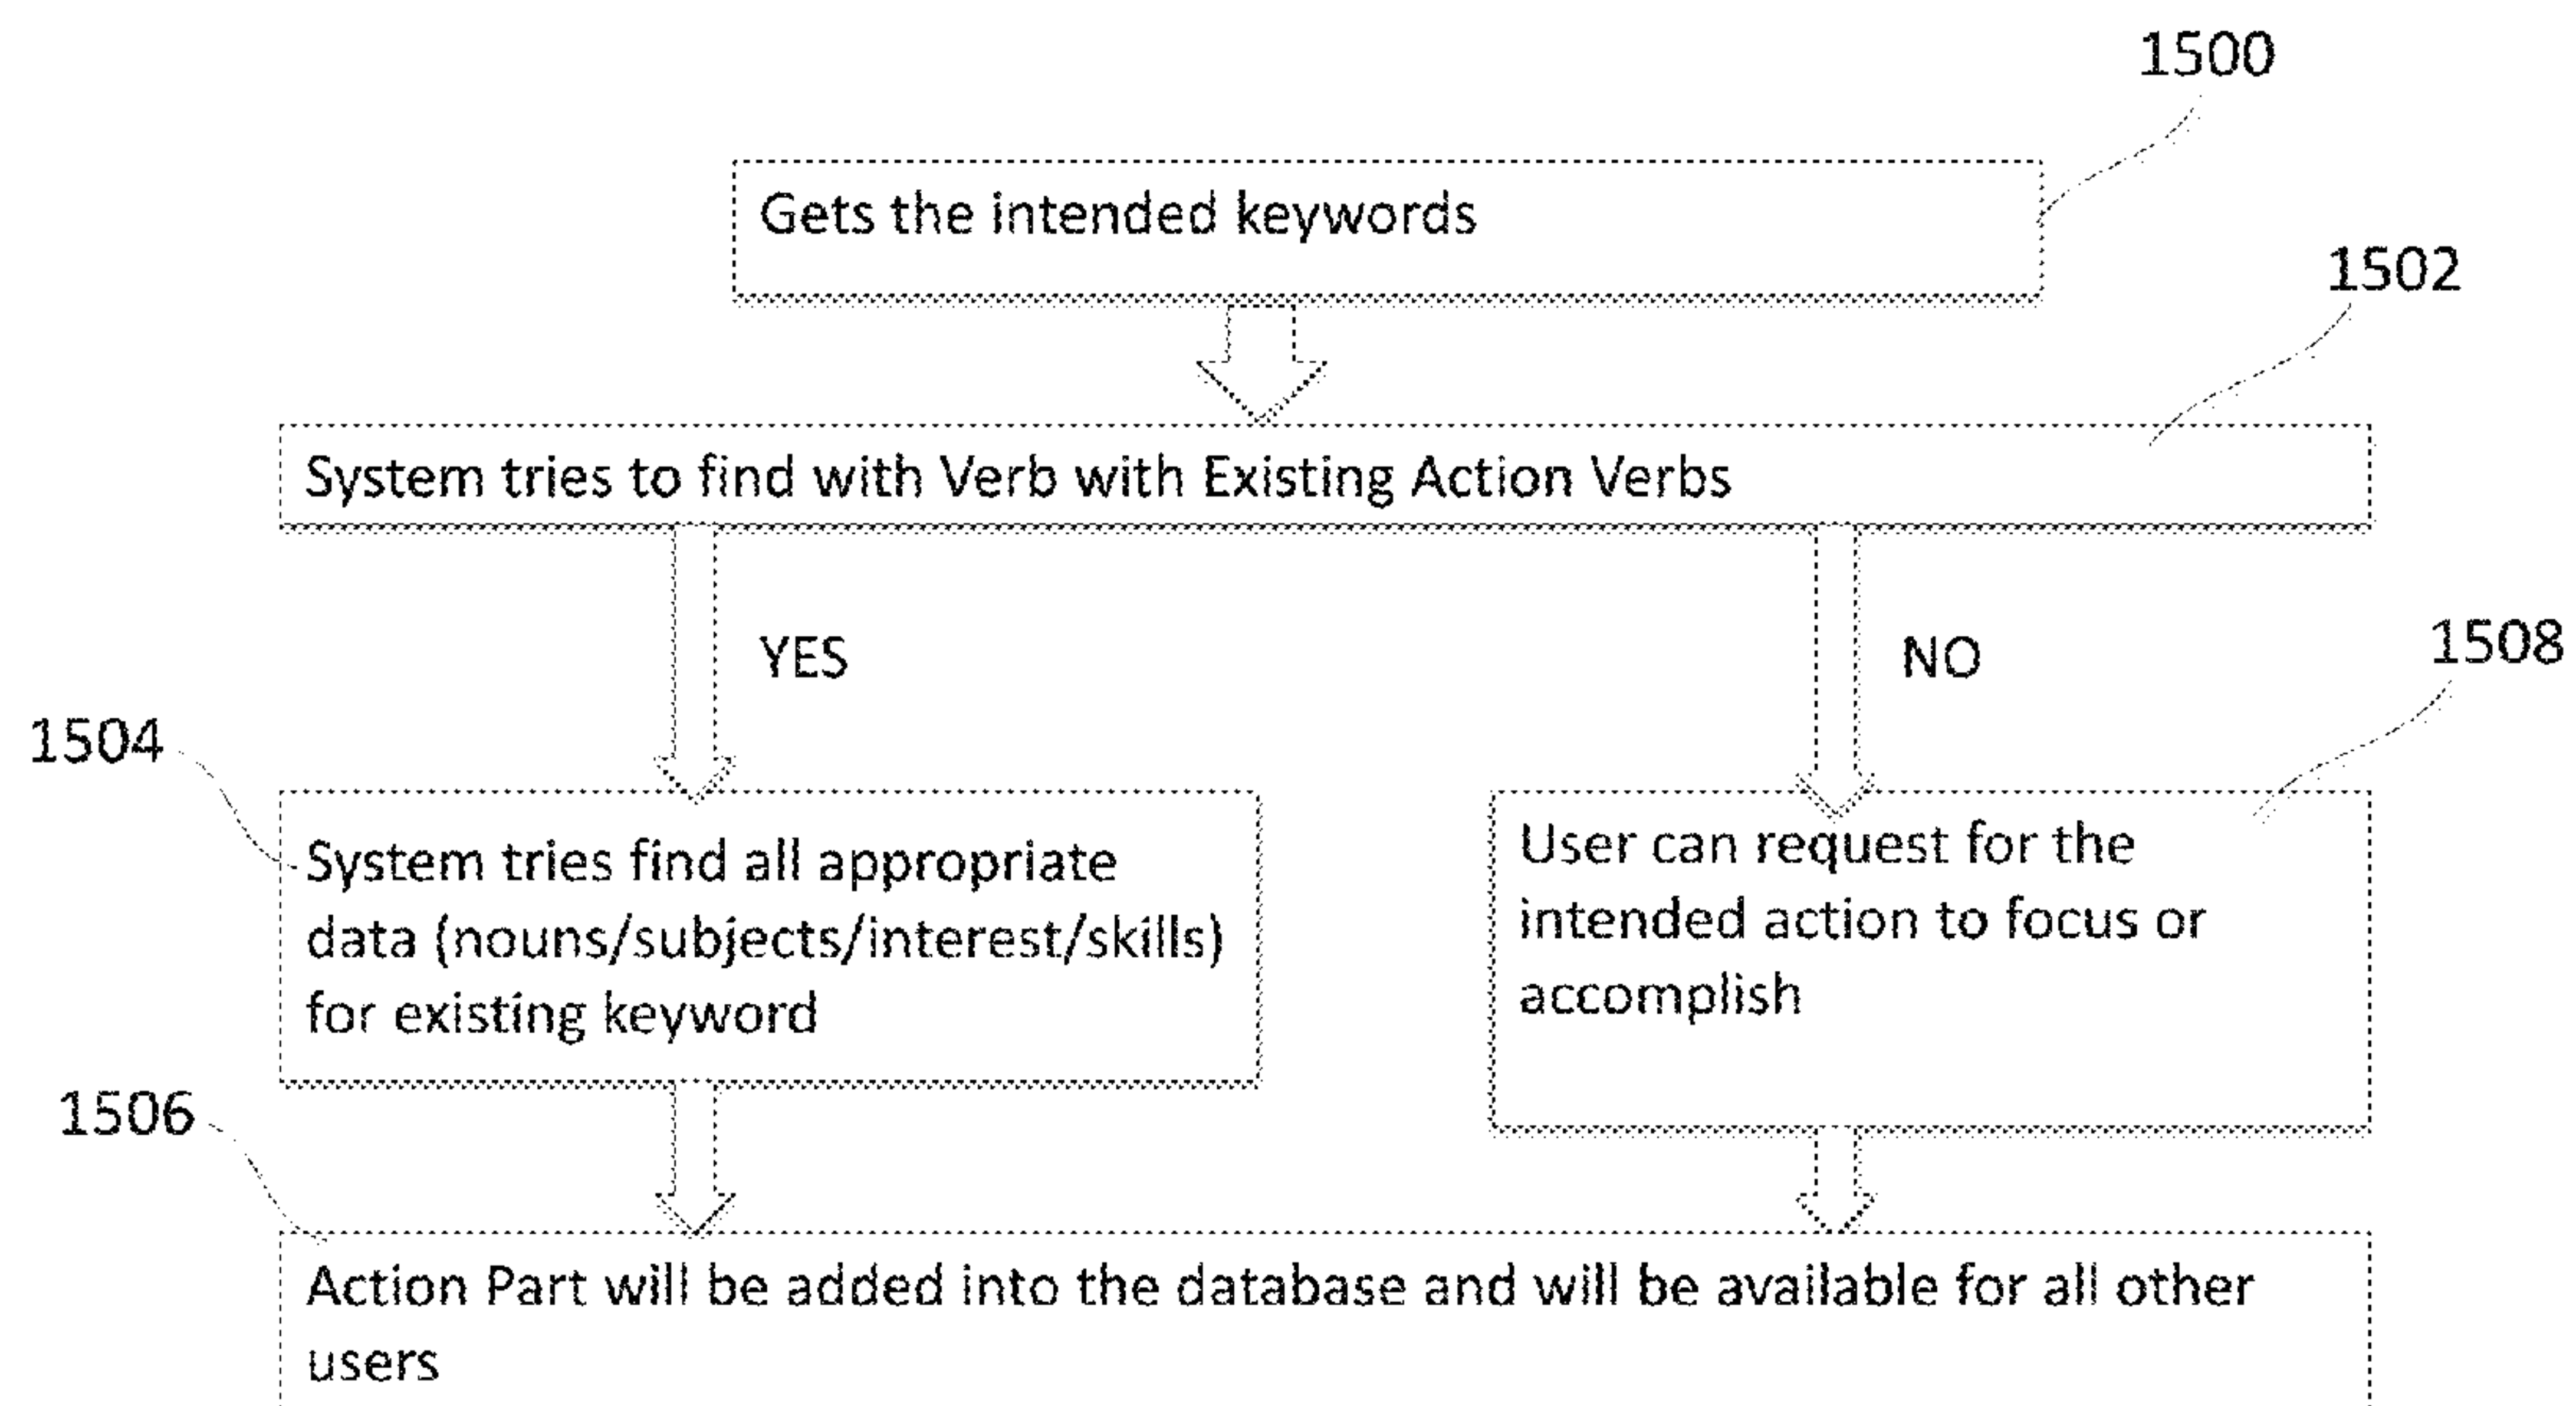 1500
Gets the intended keywords
1502
System tries to find with Verb with Existing Action Verbs
YES
NO
1508
1504
System tries find all appropriate
data (nouns/subjects/interest/skills)
for existing keyword
User can request for the
intended action to focus or
accomplish
1506
Action Part will be added into the database and will be available for all other
users